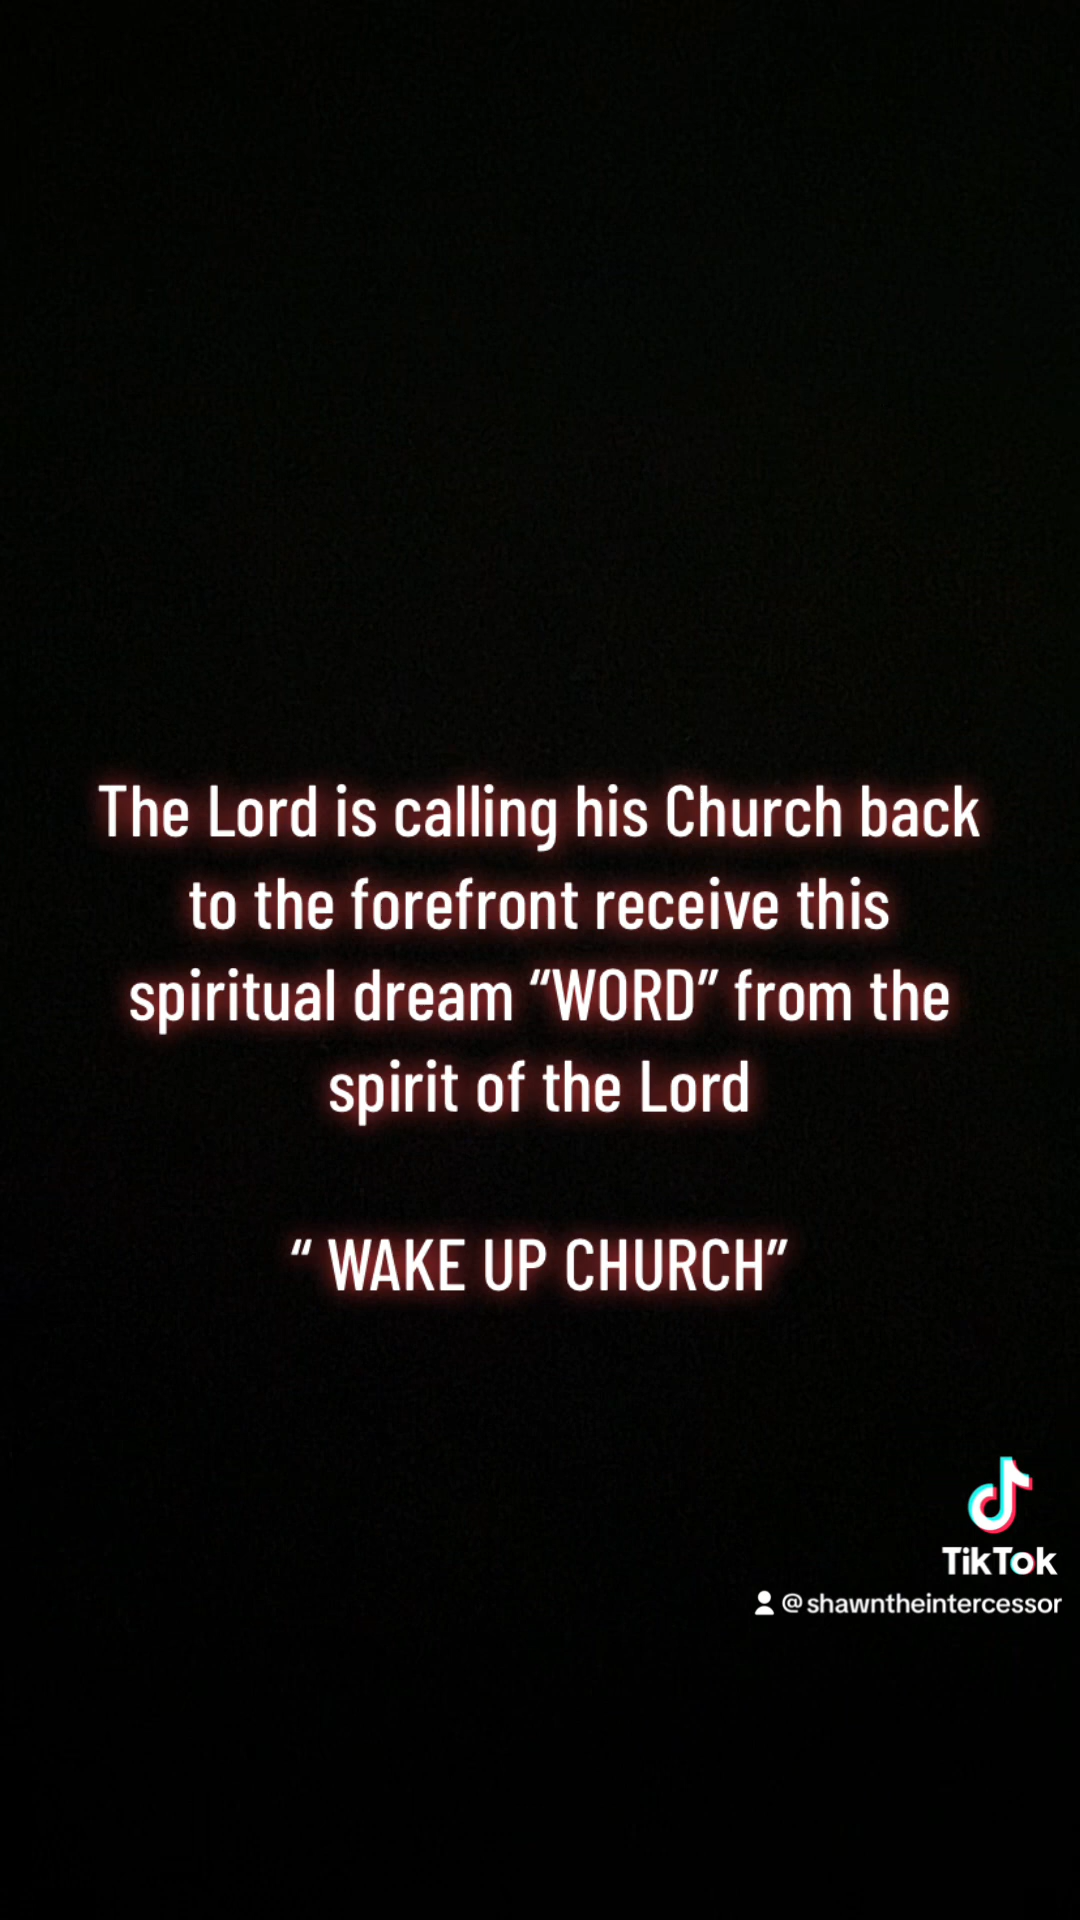 The Lord is calling his Church back
to the forefront receive this
spiritual dream “WORD” from the
spirit of the Lord
“ WAKE UP CHURCH”
TikTok
@shawntheintercessor